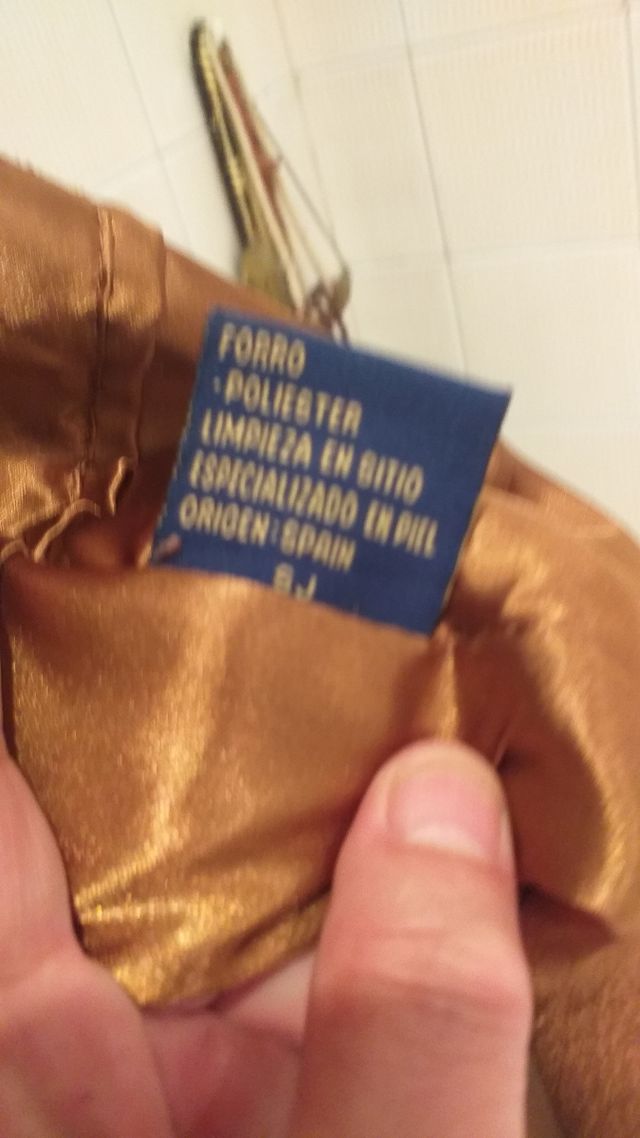 FORRO
·POLIESTER
LIMPIEZA EN SITIO
ESPECIALIZADO EN PIEL
ORIGEN:SPAIN